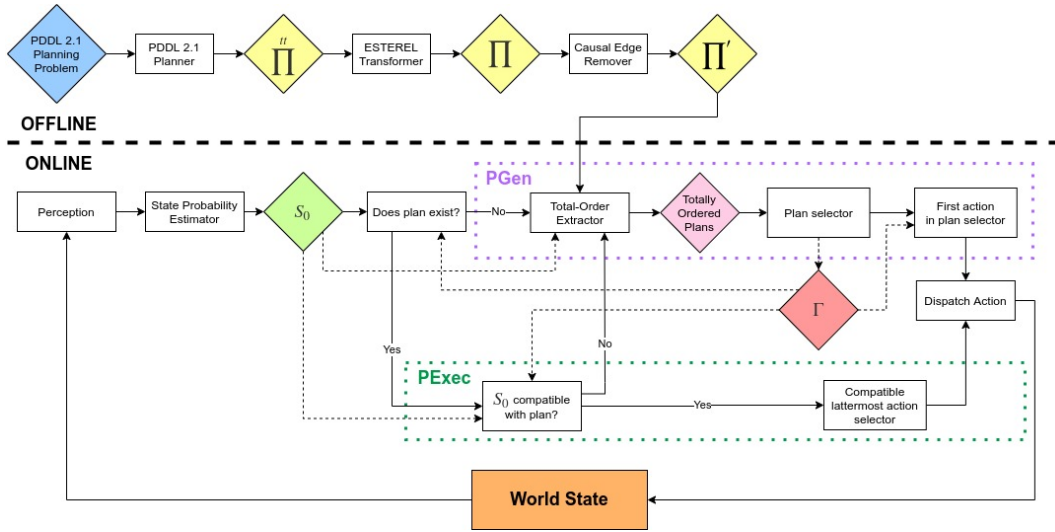 PDDL 2.1
Planning
Problem
PDDL 2.1
Planner
∏''
ESTEREL
Transformer
∏
Causal Edge
Remover
∏'
OFFLINE
ONLINE
PGen
Perception
State Probability
Estimator
S₀
Does plan exist?
No
Total-Order
Extractor
Totally
Ordered
Plans
Plan selector
First action
in plan selector
Γ
Dispatch Action
Yes
No
PExec
S₀ compatible
with plan?
Yes
Compatible
lattermost action
selector
World State